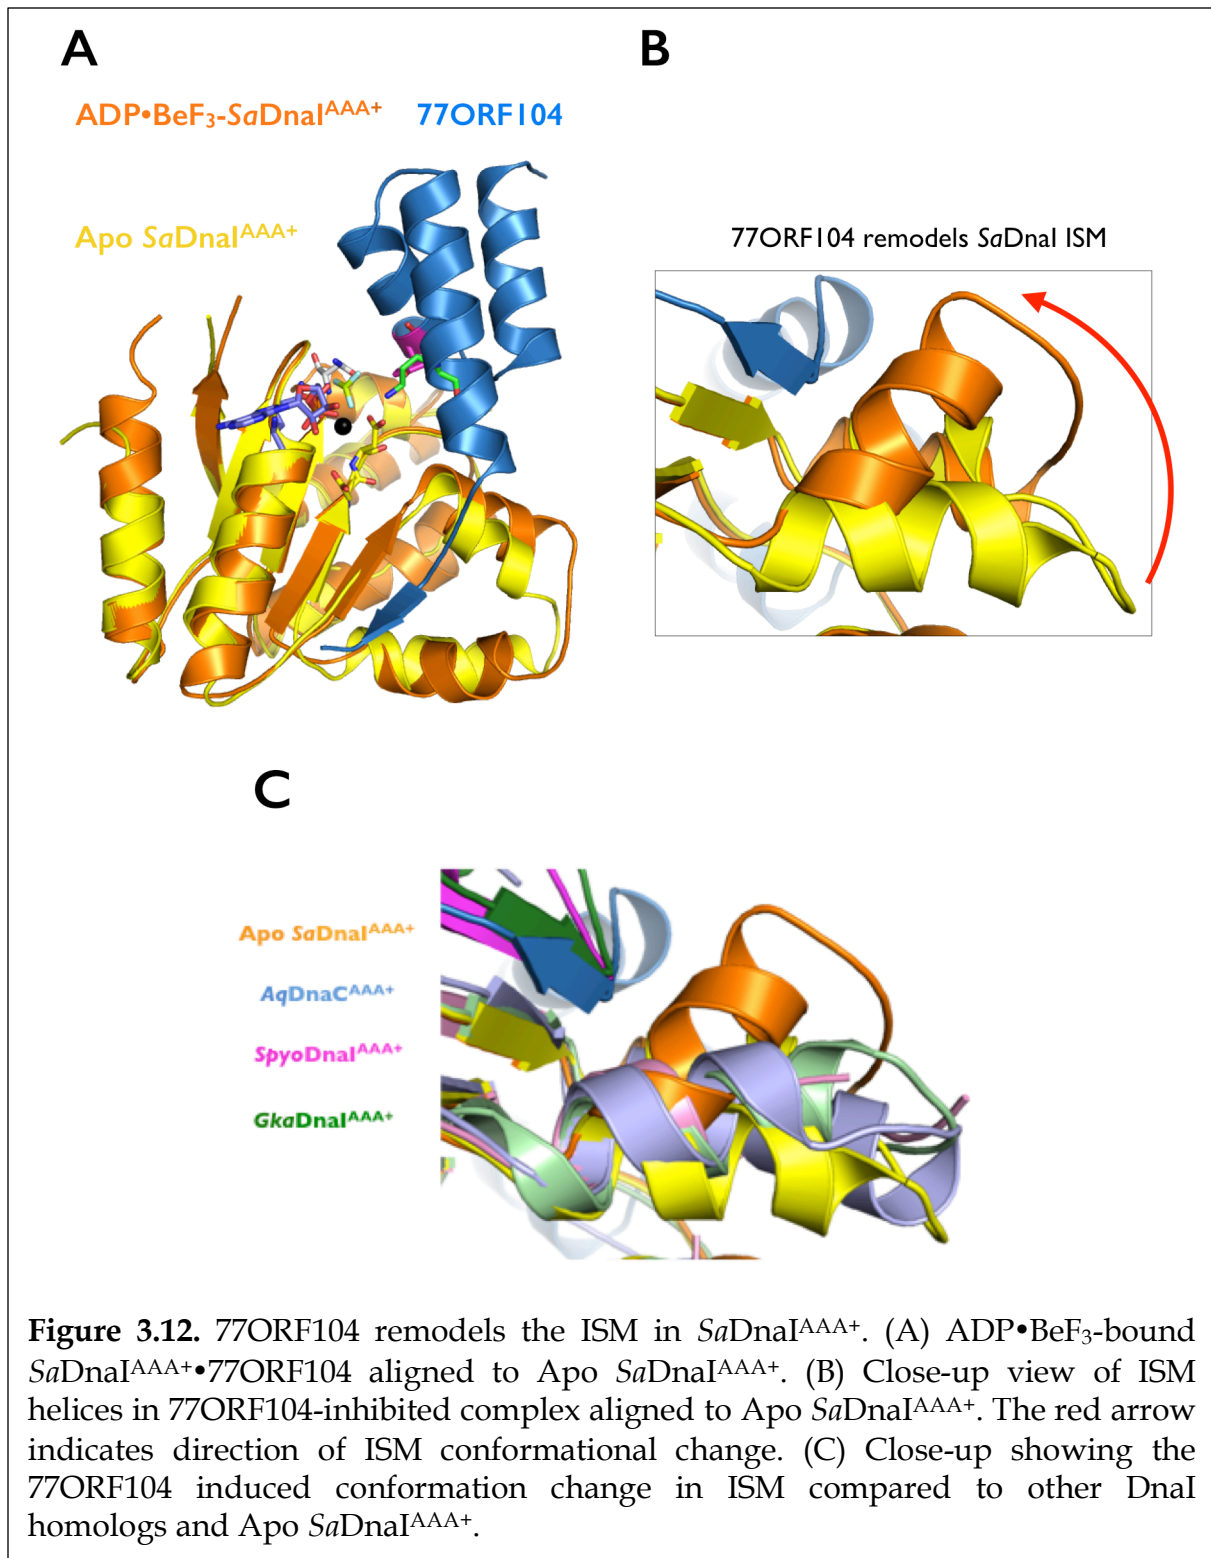 A
B
ADP•BeF₃-SaDnaIᴬᴬᴬ⁺ 77ORF104
Apo SaDnaIᴬᴬᴬ⁺
77ORF104 remodels SaDnaI ISM
C
Apo SaDnaIᴬᴬᴬ⁺
AqDnaCᴬᴬᴬ⁺
SpyoDnaIᴬᴬᴬ⁺
GkaDnaIᴬᴬᴬ⁺
Figure 3.12. 77ORF104 remodels the ISM in SaDnaIᴬᴬᴬ⁺. (A) ADP•BeF₃-bound
SaDnaIᴬᴬᴬ⁺•77ORF104 aligned to Apo SaDnaIᴬᴬᴬ⁺. (B) Close-up view of ISM
helices in 77ORF104-inhibited complex aligned to Apo SaDnaIᴬᴬᴬ⁺. The red arrow
indicates direction of ISM conformational change. (C) Close-up showing the
77ORF104 induced conformation change in ISM compared to other DnaI
homologs and Apo SaDnaIᴬᴬᴬ⁺.